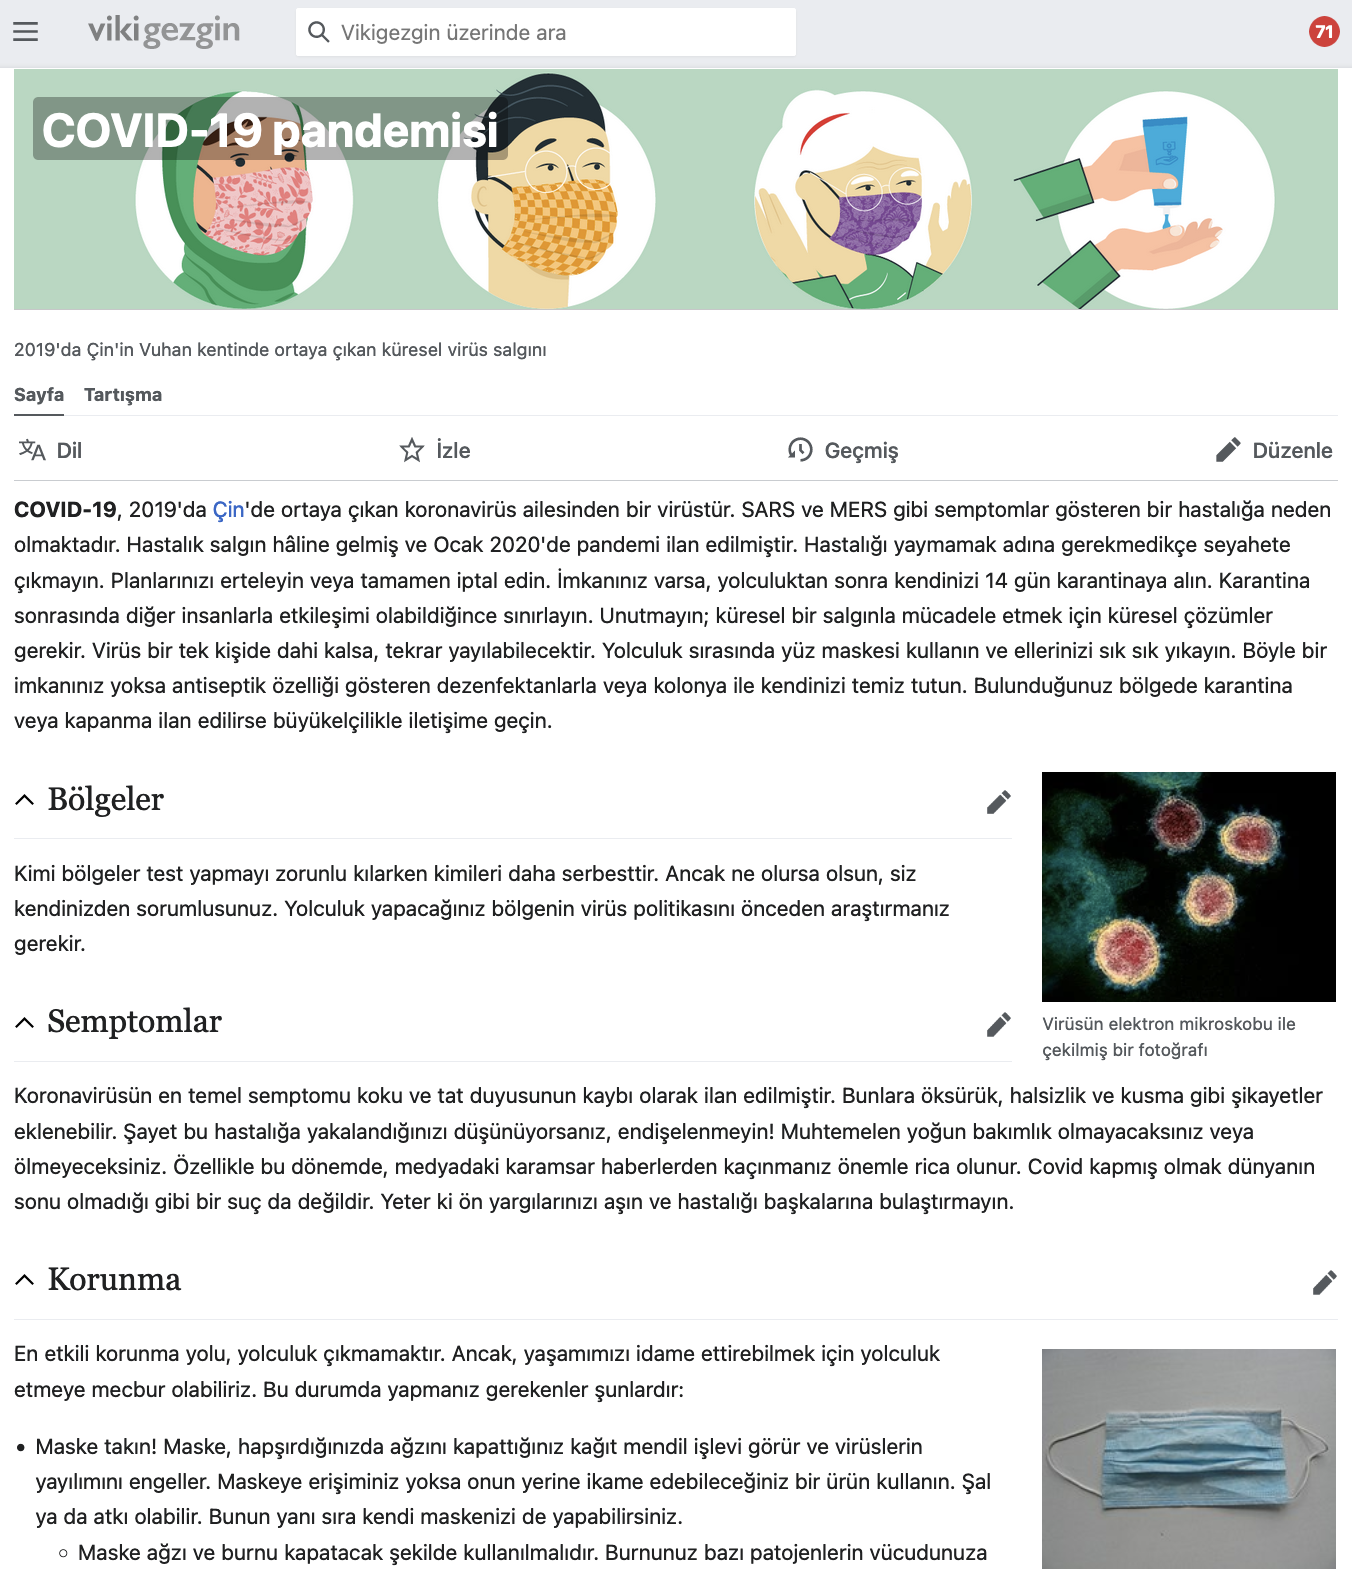 vikigezgin
Vikigezgin üzerinde ara
71
COVID-19 pandemisi
2019'da Çin'in Vuhan kentinde ortaya çıkan küresel virüs salgını
Sayfa Tartışma
Dil İzle Geçmiş Düzenle
COVID-19, 2019'da Çin'de ortaya çıkan koronavirüs ailesinden bir virüstür. SARS ve MERS gibi semptomlar gösteren bir hastalığa neden
olmaktadır. Hastalık salgın hâline gelmiş ve Ocak 2020'de pandemi ilan edilmiştir. Hastalığı yaymamak adına gerekmedikçe seyahete
çıkmayın. Planlarınızı erteleyin veya tamamen iptal edin. İmkanınız varsa, yolculuktan sonra kendinizi 14 gün karantinaya alın. Karantina
sonrasında diğer insanlarla etkileşimi olabildiğince sınırlayın. Unutmayın; küresel bir salgınla mücadele etmek için küresel çözümler
gerekir. Virüs bir tek kişide dahi kalsa, tekrar yayılabilecektir. Yolculuk sırasında yüz maskesi kullanın ve ellerinizi sık sık yıkayın. Böyle bir
imkanınız yoksa antiseptik özelliği gösteren dezenfektanlarla veya kolonya ile kendinizi temiz tutun. Bulunduğunuz bölgede karantina
veya kapanma ilan edilirse büyükelçilikle iletişime geçin.
Bölgeler
Kimi bölgeler test yapmayı zorunlu kılarken kimileri daha serbesttir. Ancak ne olursa olsun, siz
kendinizden sorumlusunuz. Yolculuk yapacağınız bölgenin virüs politikasını önceden araştırmanız
gerekir.
Virüsün elektron mikroskobu ile
çekilmiş bir fotoğrafı
Semptomlar
Koronavirüsün en temel semptomu koku ve tat duyusunun kaybı olarak ilan edilmiştir. Bunlara öksürük, halsizlik ve kusma gibi şikayetler
eklenebilir. Şayet bu hastalığa yakalandığınızı düşünüyorsanız, endişelenmeyin! Muhtemelen yoğun bakımlık olmayacaksınız veya
ölmeyeceksiniz. Özellikle bu dönemde, medyadaki karamsar haberlerden kaçınmanız önemle rica olunur. Covid kapmış olmak dünyanın
sonu olmadığı gibi bir suç da değildir. Yeter ki ön yargılarınızı aşın ve hastalığı başkalarına bulaştırmayın.
Korunma
En etkili korunma yolu, yolculuk çıkmamaktır. Ancak, yaşamımızı idame ettirebilmek için yolculuk
etmeye mecbur olabiliriz. Bu durumda yapmanız gerekenler şunlardır:
• Maske takın! Maske, hapşırdığınızda ağzını kapattığınız kağıt mendil işlevi görür ve virüslerin
yayılımını engeller. Maskeye erişiminiz yoksa onun yerine ikame edebileceğiniz bir ürün kullanın. Şal
ya da atkı olabilir. Bunun yanı sıra kendi maskenizi de yapabilirsiniz.
◦ Maske ağzı ve burnu kapatacak şekilde kullanılmalıdır. Burnunuz bazı patojenlerin vücudunuza